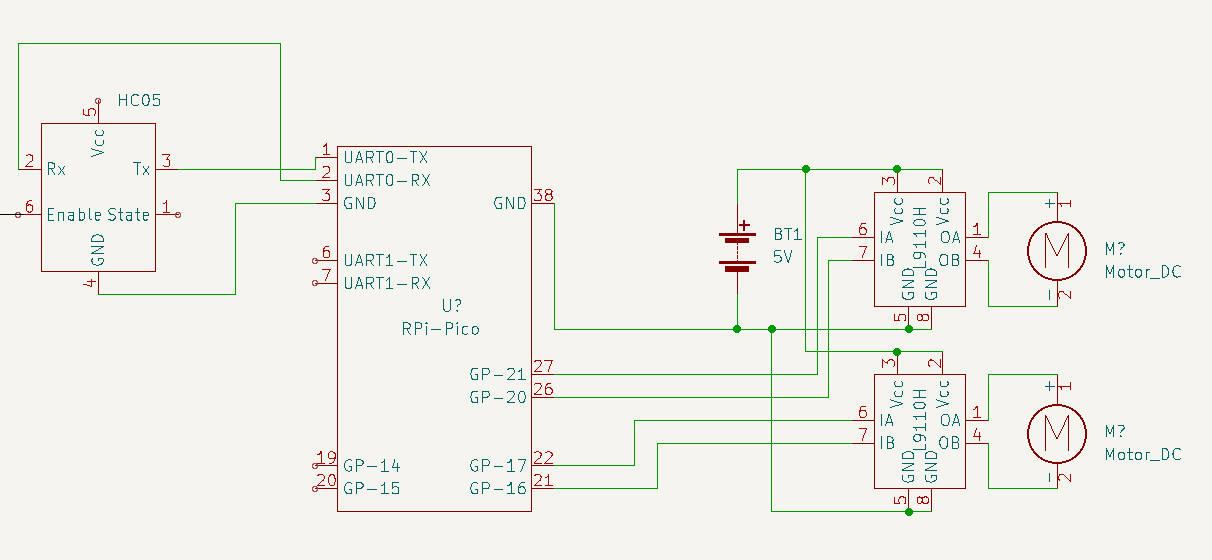 HC05
5
Vcc
2 Rx Tx 3
6 Enable State 1
GND
4
1 UART0-TX
2 UART0-RX
3 GND GND 38
6 UART1-TX
7 UART1-RX
U?
RPi-Pico
GP-21 27
GP-20 26
19 GP-14 GP-17 22
20 GP-15 GP-16 21
+
BT1
5V
3 2
Vcc Vcc
L9110H
6 IA OA 1
7 IB OB 4
GND GND
5 8
+ 1
M
- 2
M?
Motor_DC
3 2
Vcc Vcc
L9110H
6 IA OA 1
7 IB OB 4
GND GND
5 8
+ 1
M
- 2
M?
Motor_DC